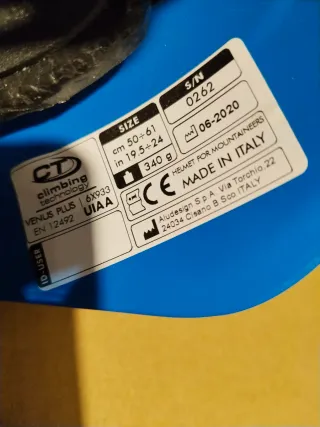 CT
climbing
technology
VENUS PLUS 6X933
EN 12492 UIAA
ID-USER
SIZE
cm 50÷61
in 19.5÷24
340 g
S/N
0262
06-2020
CE HELMET FOR MOUNTAINEERS
MADE IN ITALY
Aludesign S.p.A. Via Torchio,22
24034 Cisano B.sco ITALY